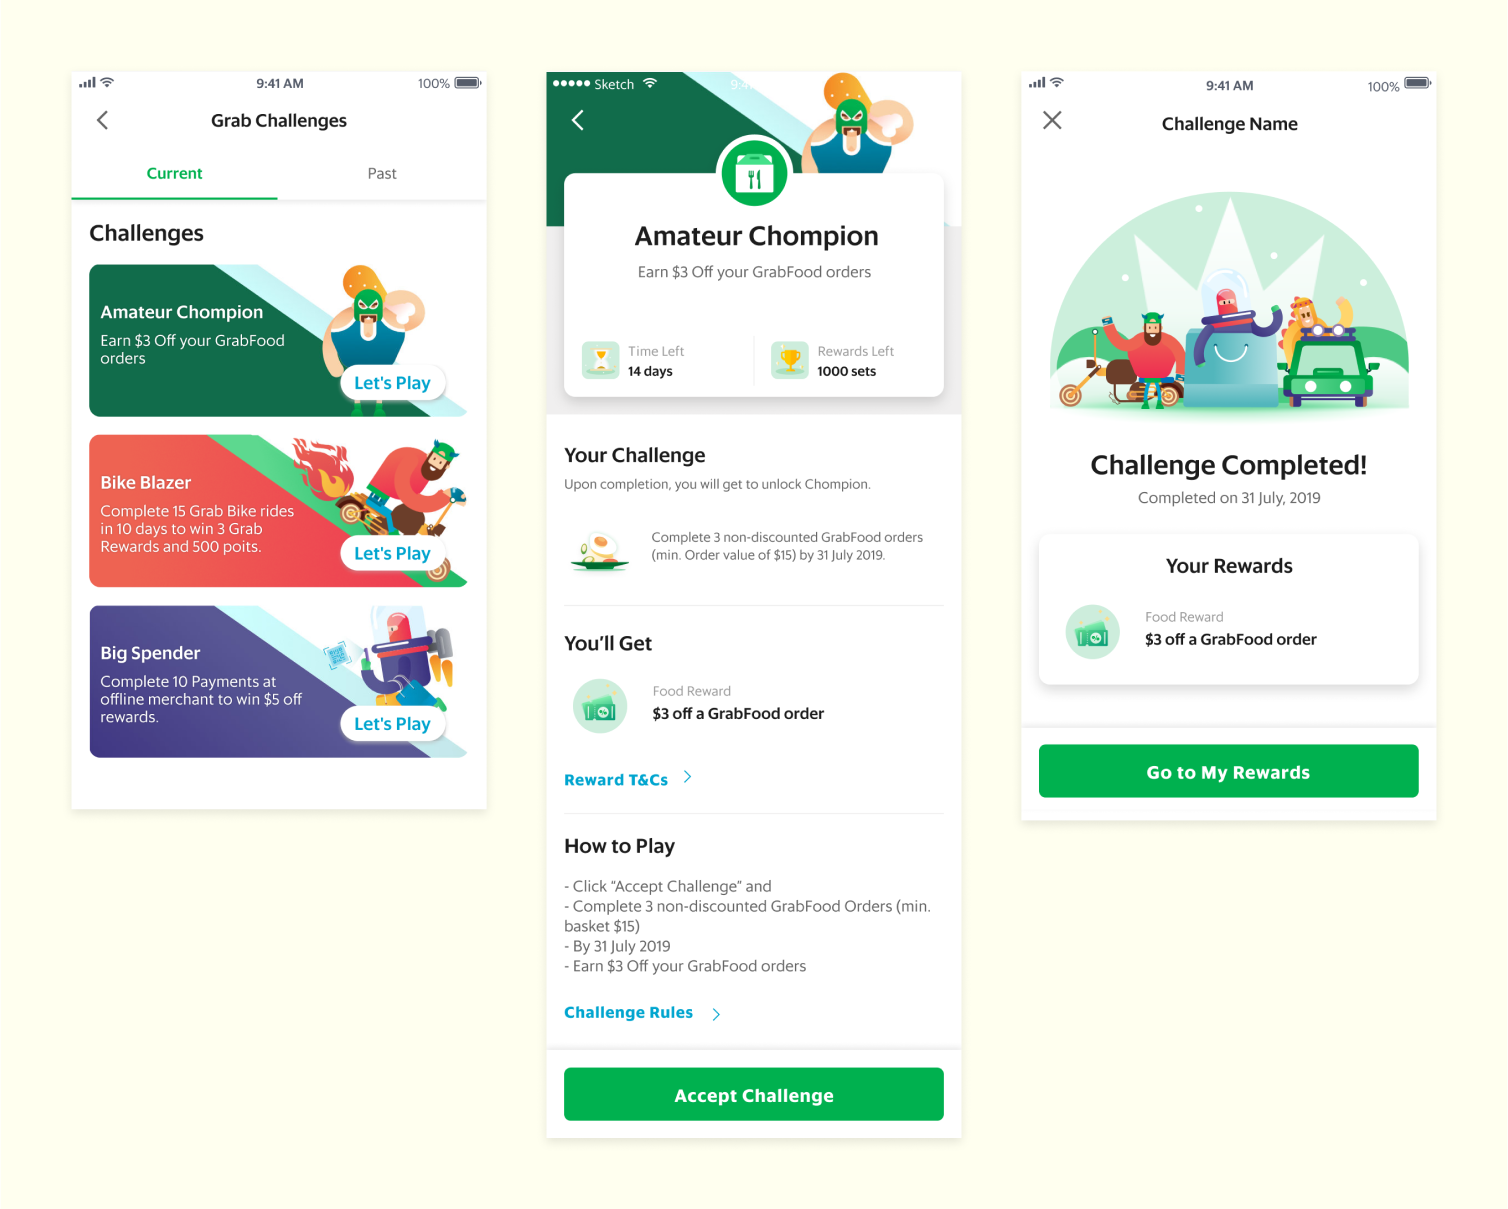 9:41 AM
100%
Grab Challenges
Current
Past
Challenges
Amateur Chompion
Earn $3 Off your GrabFood
orders
Let's Play
Bike Blazer
Complete 15 Grab Bike rides
in 10 days to win 3 Grab
Rewards and 500 poits.
Let's Play
Big Spender
Complete 10 Payments at
offline merchant to win $5 off
rewards.
Let's Play
Sketch
9:41
Amateur Chompion
Earn $3 Off your GrabFood orders
Time Left
14 days
Rewards Left
1000 sets
Your Challenge
Upon completion, you will get to unlock Chompion.
Complete 3 non-discounted GrabFood orders
(min. Order value of $15) by 31 July 2019.
You'll Get
Food Reward
$3 off a GrabFood order
Reward T&Cs
How to Play
- Click “Accept Challenge” and
- Complete 3 non-discounted GrabFood Orders (min.
basket $15)
- By 31 July 2019
- Earn $3 Off your GrabFood orders
Challenge Rules
Accept Challenge
9:41 AM
100%
Challenge Name
Challenge Completed!
Completed on 31 July, 2019
Your Rewards
Food Reward
$3 off a GrabFood order
Go to My Rewards